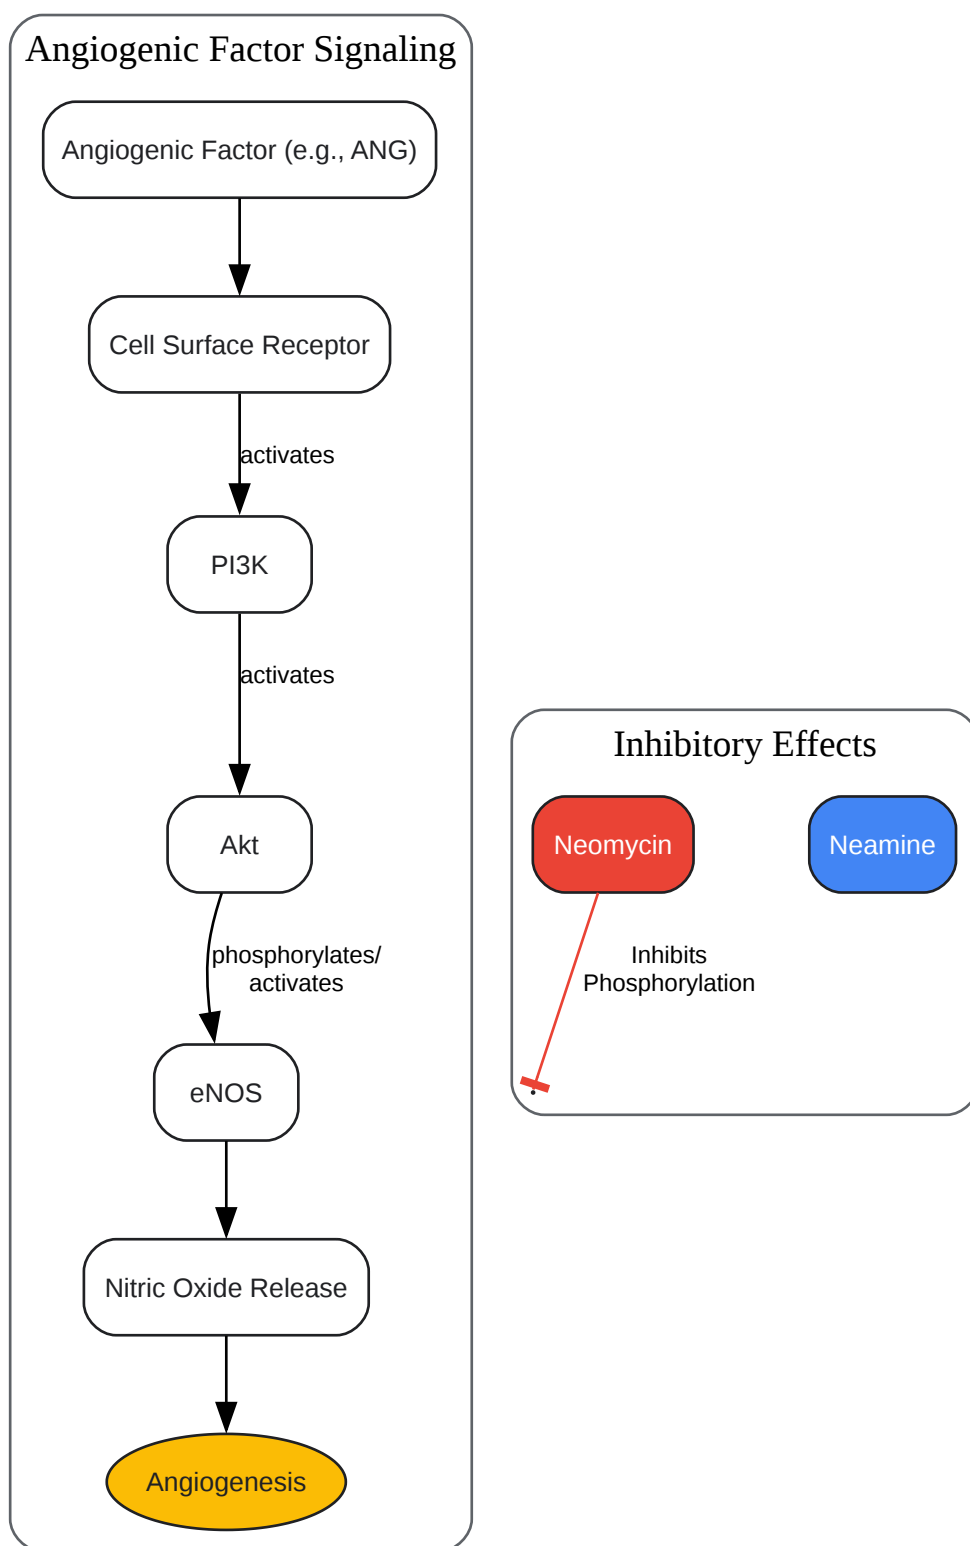 Angiogenic Factor Signaling
Angiogenic Factor (e.g., ANG)
Cell Surface Receptor
activates
PI3K
activates
Akt
phosphorylates/
activates
eNOS
Nitric Oxide Release
Angiogenesis
Inhibitory Effects
Neomycin
Neamine
Inhibits
Phosphorylation